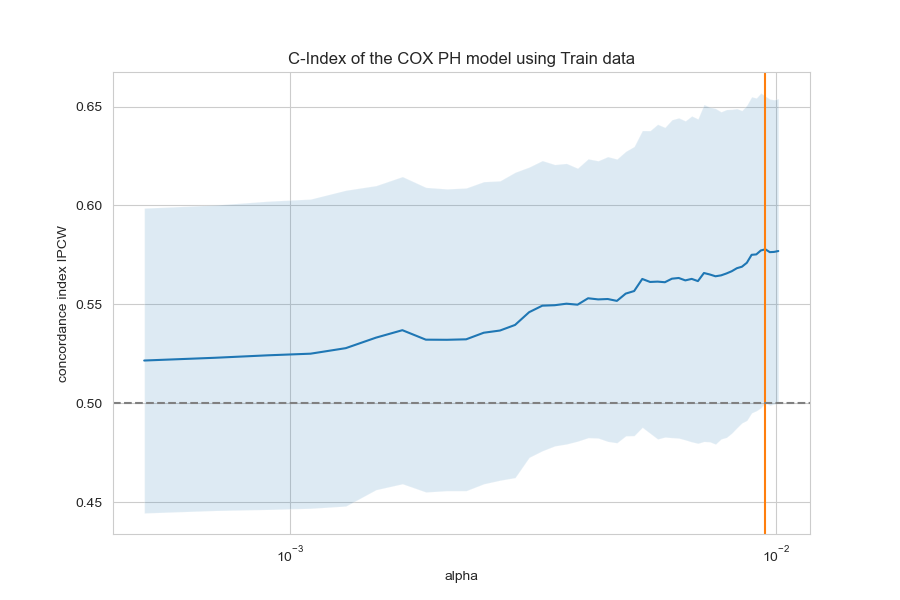 C-Index of the COX PH model using Train data
concordance index IPCW
0.65
0.60
0.55
0.50
0.45
10⁻³
10⁻²
alpha